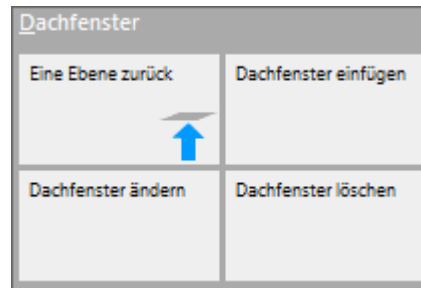 Dachfenster
Eine Ebene zurück
Dachfenster einfügen
Dachfenster ändern
Dachfenster löschen